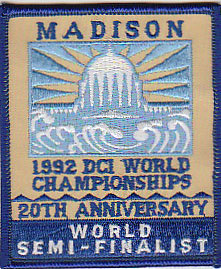 MADISON
1992 DCI WORLD
CHAMPIONSHIPS
20TH ANNIVERSARY
WORLD
SEMI-FINALIST